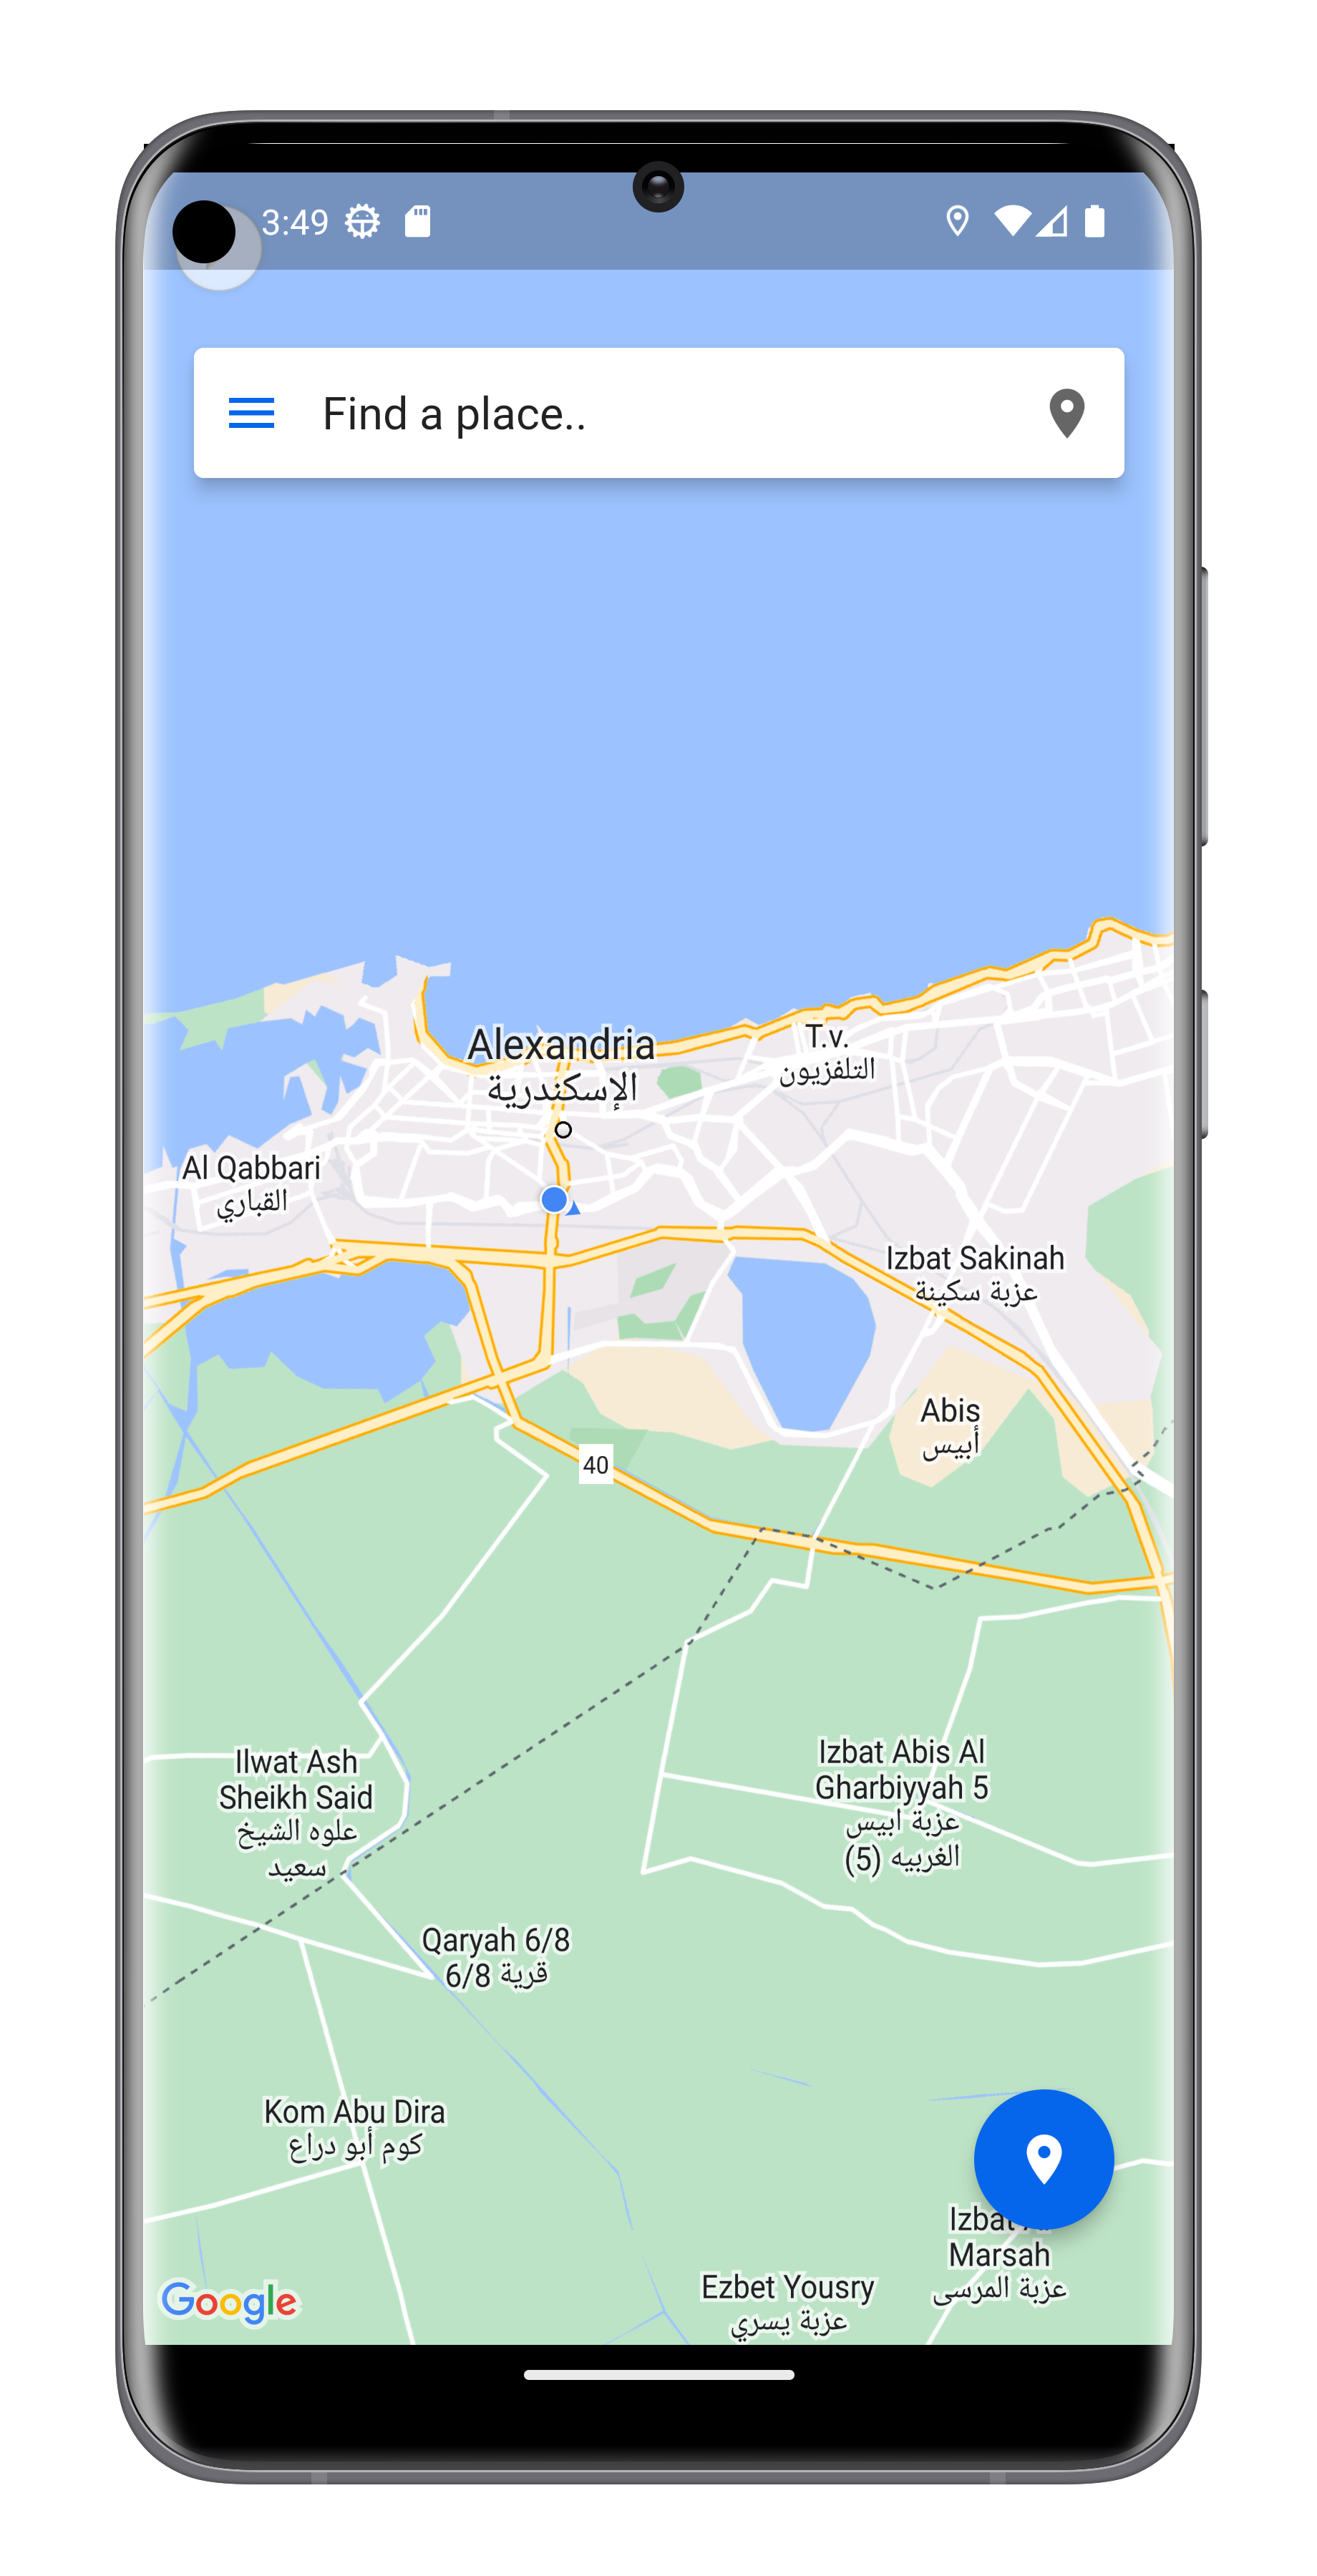 3:49
Find a place..
Alexandria
الإسكندرية
T.v.
التلفزيون
Al Qabbari
القباري
Izbat Sakinah
عزبة سكينة
Abis
أبيس
40
Ilwat Ash
Sheikh Said
علوه الشيخ
سعيد
Izbat Abis Al
Gharbiyyah 5
عزبة ابيس
الغربيه (5)
Qaryah 6/8
قرية 6/8
Kom Abu Dira
كوم أبو دراع
Izbat
Marsah
عزبة المرسى
Ezbet Yousry
عزبة يسري
Google